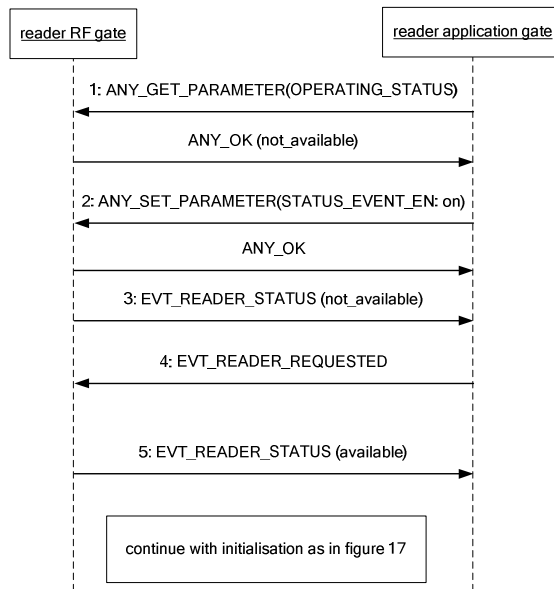 reader RF gate
reader application gate
1: ANY_GET_PARAMETER(OPERATING_STATUS)
ANY_OK (not_available)
2: ANY_SET_PARAMETER(STATUS_EVENT_EN: on)
ANY_OK
3: EVT_READER_STATUS (not_available)
4: EVT_READER_REQUESTED
5: EVT_READER_STATUS (available)
continue with initialisation as in figure 17